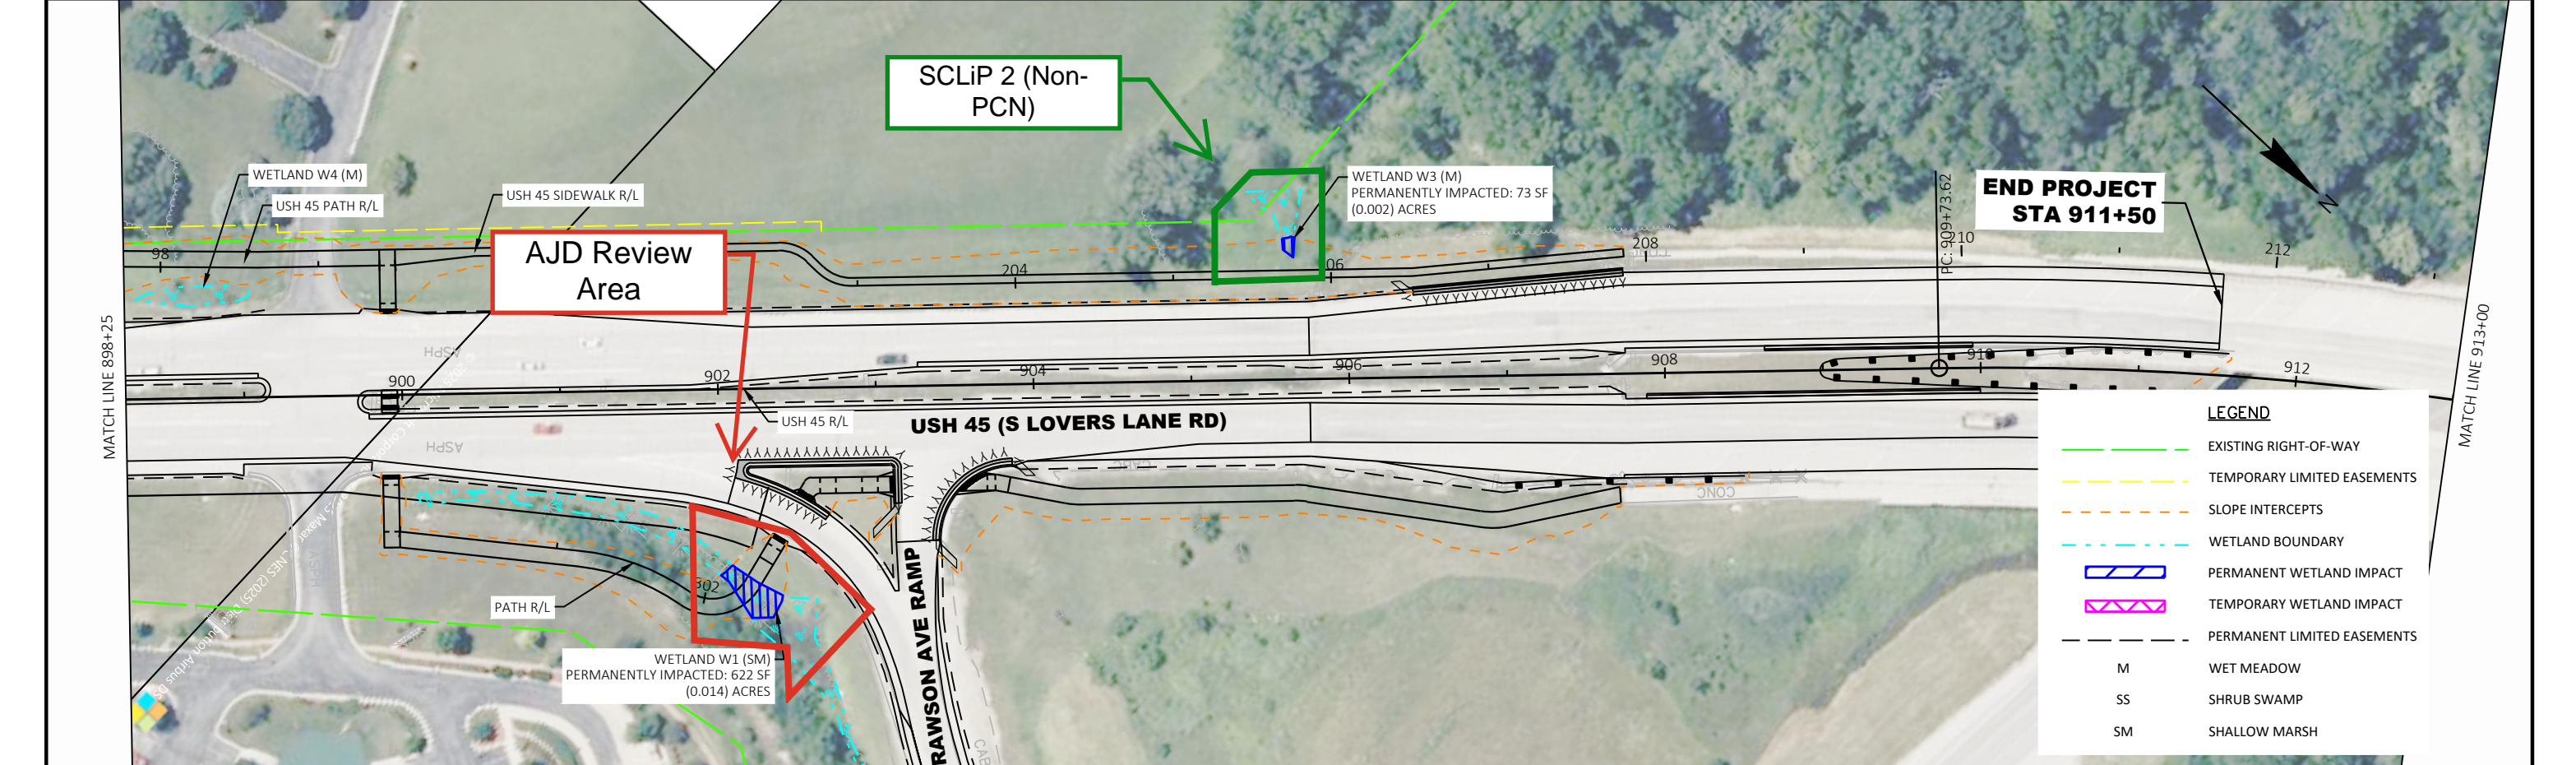 SCLiP 2 (Non-
PCN)
WETLAND W4 (M)
USH 45 PATH R/L
USH 45 SIDEWALK R/L
WETLAND W3 (M)
PERMANENTLY IMPACTED: 73 SF
(0.002) ACRES
END PROJECT
STA 911+50
PC: 909+73.62
N
AJD Review
Area
98
204
06
208
210
212
MATCH LINE 898+25
MATCH LINE 913+00
ASPH
900
902
904
906
908
910
912
USH 45 R/L
USH 45 (S LOVERS LANE RD)
ASPH
CONC
ASPH
302
PATH R/L
WETLAND W1 (SM)
PERMANENTLY IMPACTED: 622 SF
(0.014) ACRES
RAWSON AVE RAMP
LEGEND
EXISTING RIGHT-OF-WAY
TEMPORARY LIMITED EASEMENTS
SLOPE INTERCEPTS
WETLAND BOUNDARY
PERMANENT WETLAND IMPACT
TEMPORARY WETLAND IMPACT
PERMANENT LIMITED EASEMENTS
M WET MEADOW
SS SHRUB SWAMP
SM SHALLOW MARSH